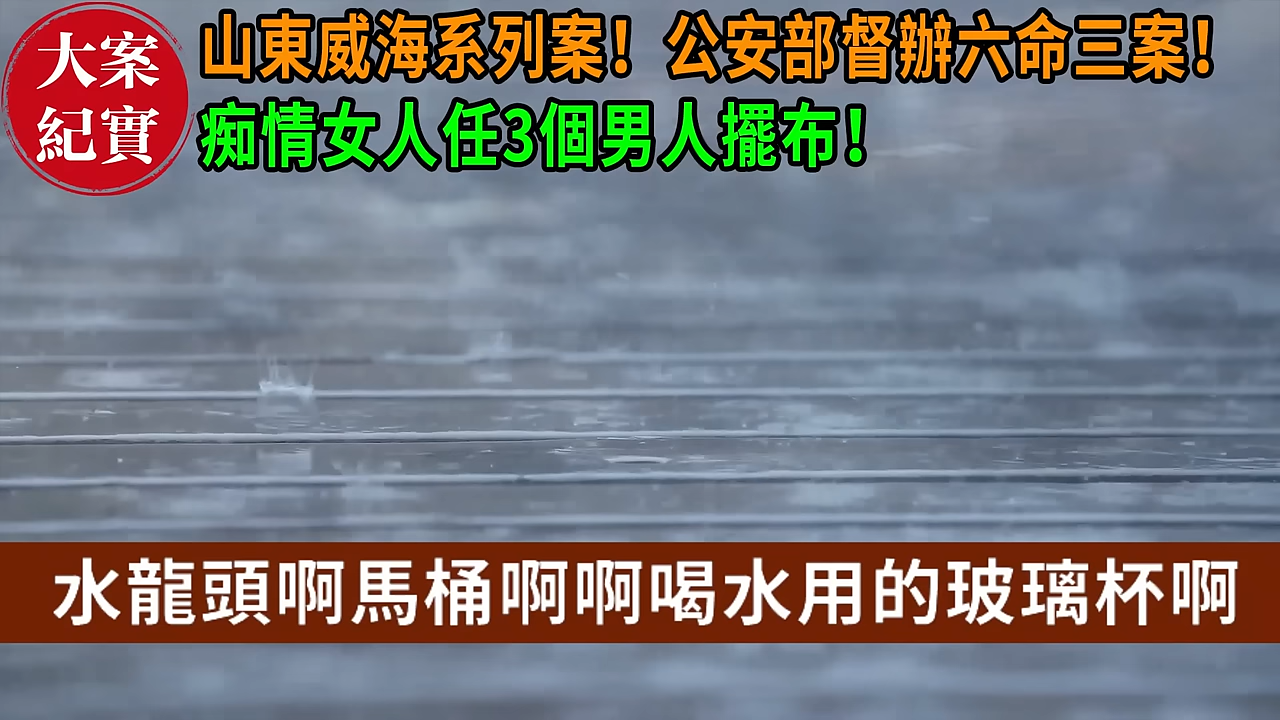 大案
紀實
山東威海系列案！公安部督辦六命三案！
痴情女人任3個男人擺布！
水龍頭啊馬桶啊啊喝水用的玻璃杯啊